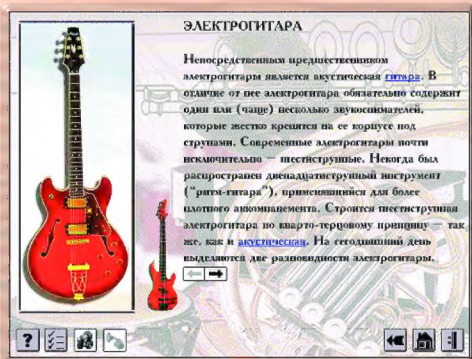 ЭЛЕКТРОГИТАРА
Непосредственным предшественником
электрогитары является акустическая гитара. В
отличие от нее электрогитара обязательно содержит
один или (чаще) несколько звукоснимателей,
которые жестко крепятся на ее корпусе под
струнами. Современные электрогитары почти
исключительно — шестиструнные. Некогда был
распространен двенадцатиструнный инструмент
("ритм-гитара"), применявшийся для более
плотного аккомпанемента. Строится шестиструнная
электрогитара по кварто-терцовому принципу — так
же, как и акустическая. На сегодняшний день
выделяются две разновидности электрогитары.
?